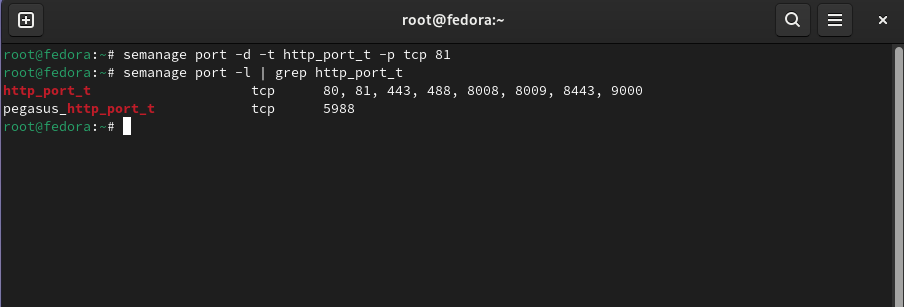 root@fedora:~
root@fedora:~# semanage port -d -t http_port_t -p tcp 81
root@fedora:~# semanage port -l | grep http_port_t
http_port_t                    tcp      80, 81, 443, 488, 8008, 8009, 8443, 9000
pegasus_http_port_t            tcp      5988
root@fedora:~#